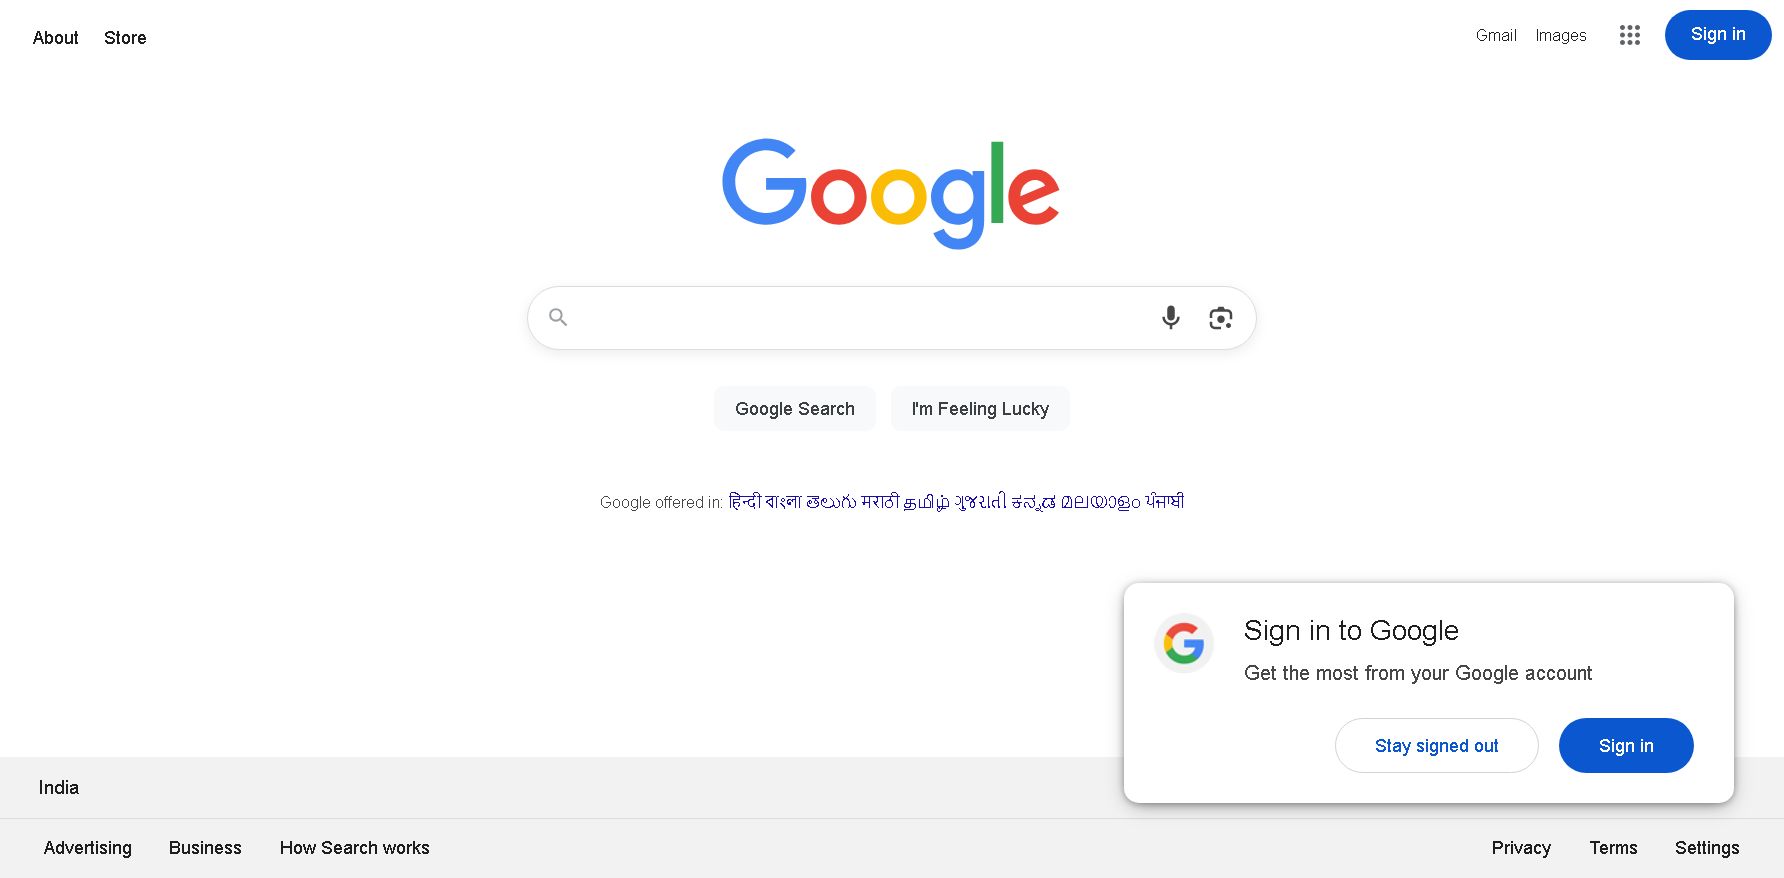 About Store Gmail Images Sign in
Google
Google Search I'm Feeling Lucky
Google offered in: हिन्दी বাংলা తెలుగు मराठी தமிழ் ગુજરાતી ಕನ್ನಡ മലയാളം ਪੰਜਾਬੀ
Sign in to Google
Get the most from your Google account
Stay signed out Sign in
India
Advertising Business How Search works Privacy Terms Settings